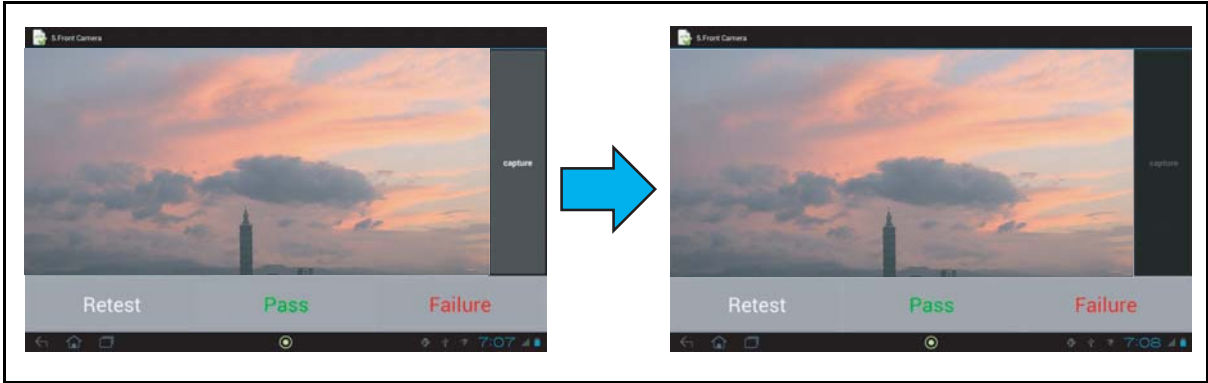 5.Front Camera
capture
Retest Pass Failure
7:07
5.Front Camera
capture
Retest Pass Failure
7:08